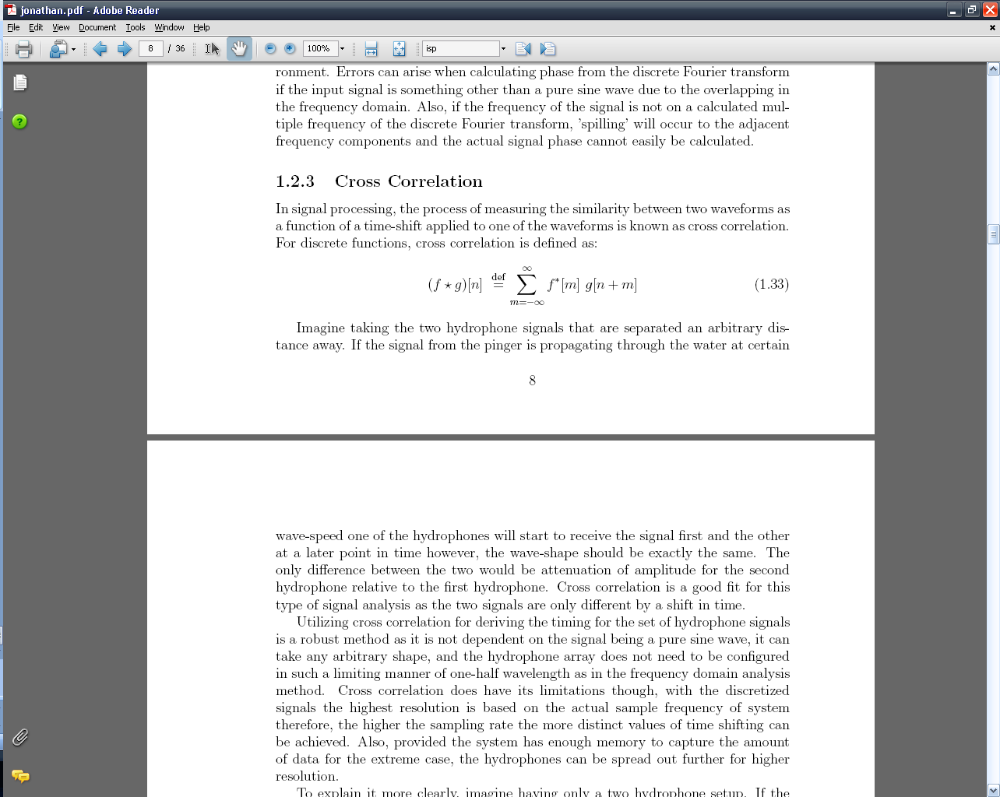 jonathan.pdf - Adobe Reader
File Edit View Document Tools Window Help
8 / 36 100% isp
ronment. Errors can arise when calculating phase from the discrete Fourier transform
if the input signal is something other than a pure sine wave due to the overlapping in
the frequency domain. Also, if the frequency of the signal is not on a calculated mul-
tiple frequency of the discrete Fourier transform, 'spilling' will occur to the adjacent
frequency components and the actual signal phase cannot easily be calculated.
1.2.3 Cross Correlation
In signal processing, the process of measuring the similarity between two waveforms as
a function of a time-shift applied to one of the waveforms is known as cross correlation.
For discrete functions, cross correlation is defined as:
(f ⋆ g)[n] def= ∑_{m=−∞}^{∞} f*[m] g[n + m] (1.33)
Imagine taking the two hydrophone signals that are separated an arbitrary dis-
tance away. If the signal from the pinger is propagating through the water at certain
8
wave-speed one of the hydrophones will start to receive the signal first and the other
at a later point in time however, the wave-shape should be exactly the same. The
only difference between the two would be attenuation of amplitude for the second
hydrophone relative to the first hydrophone. Cross correlation is a good fit for this
type of signal analysis as the two signals are only different by a shift in time.
Utilizing cross correlation for deriving the timing for the set of hydrophone signals
is a robust method as it is not dependent on the signal being a pure sine wave, it can
take any arbitrary shape, and the hydrophone array does not need to be configured
in such a limiting manner of one-half wavelength as in the frequency domain analysis
method. Cross correlation does have its limitations though, with the discretized
signals the highest resolution is based on the actual sample frequency of system
therefore, the higher the sampling rate the more distinct values of time shifting can
be achieved. Also, provided the system has enough memory to capture the amount
of data for the extreme case, the hydrophones can be spread out further for higher
resolution.
To explain it more clearly, imagine having only a two hydrophone setup. If the